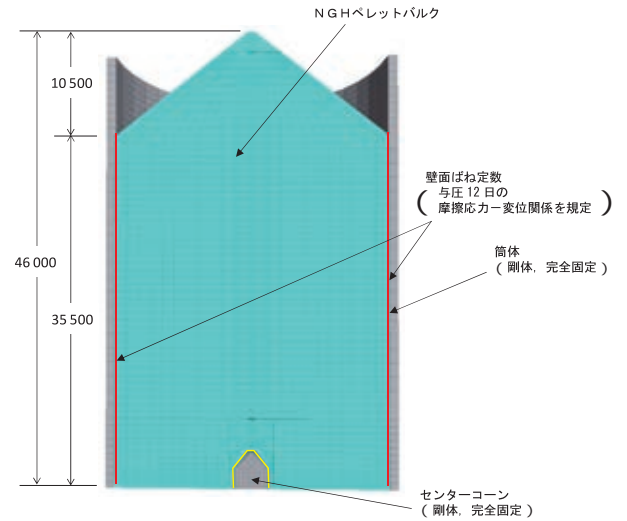 NGHペレットバルク
10 500
壁面ばね定数
( 与圧 12 日の
摩擦応力ー変位関係を規定 )
筒体
( 剛体，完全固定 )
46 000
35 500
センターコーン
( 剛体，完全固定 )